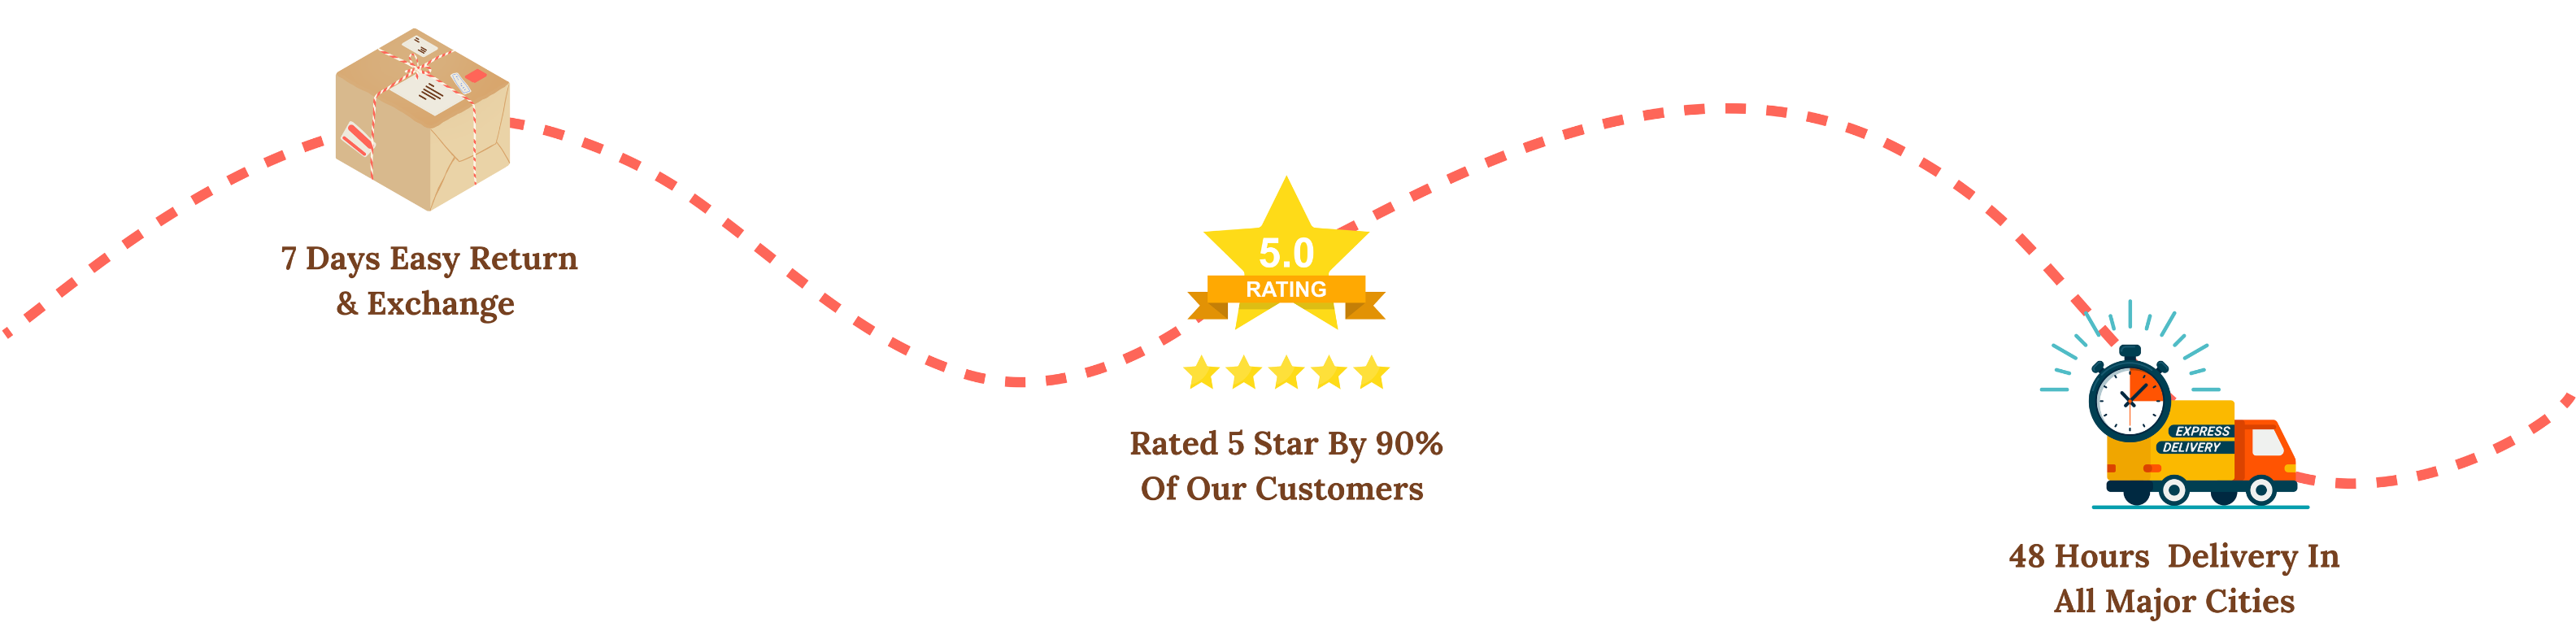 7 Days Easy Return
& Exchange
5.0
RATING
Rated 5 Star By 90%
Of Our Customers
EXPRESS
DELIVERY
48 Hours Delivery In
All Major Cities